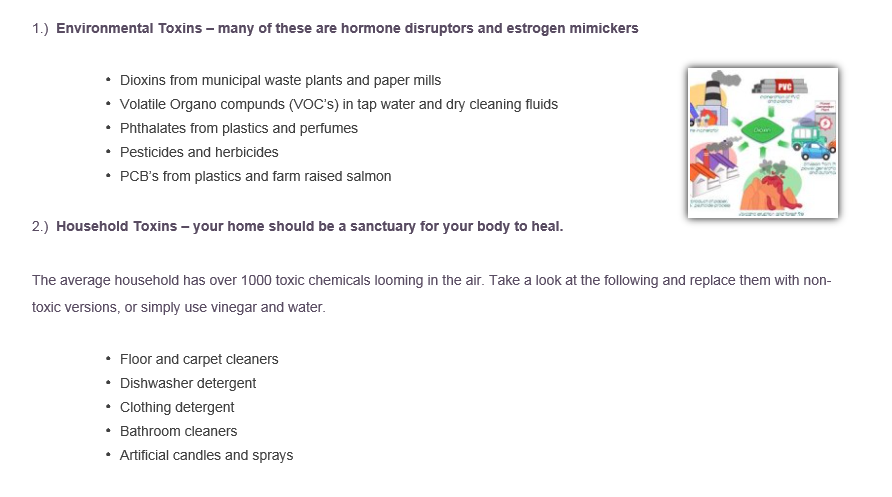 1.) Environmental Toxins – many of these are hormone disruptors and estrogen mimickers
• Dioxins from municipal waste plants and paper mills
• Volatile Organo compunds (VOC's) in tap water and dry cleaning fluids
• Phthalates from plastics and perfumes
• Pesticides and herbicides
• PCB's from plastics and farm raised salmon
PVC
2.) Household Toxins – your home should be a sanctuary for your body to heal.
The average household has over 1000 toxic chemicals looming in the air. Take a look at the following and replace them with non-
toxic versions, or simply use vinegar and water.
• Floor and carpet cleaners
• Dishwasher detergent
• Clothing detergent
• Bathroom cleaners
• Artificial candles and sprays